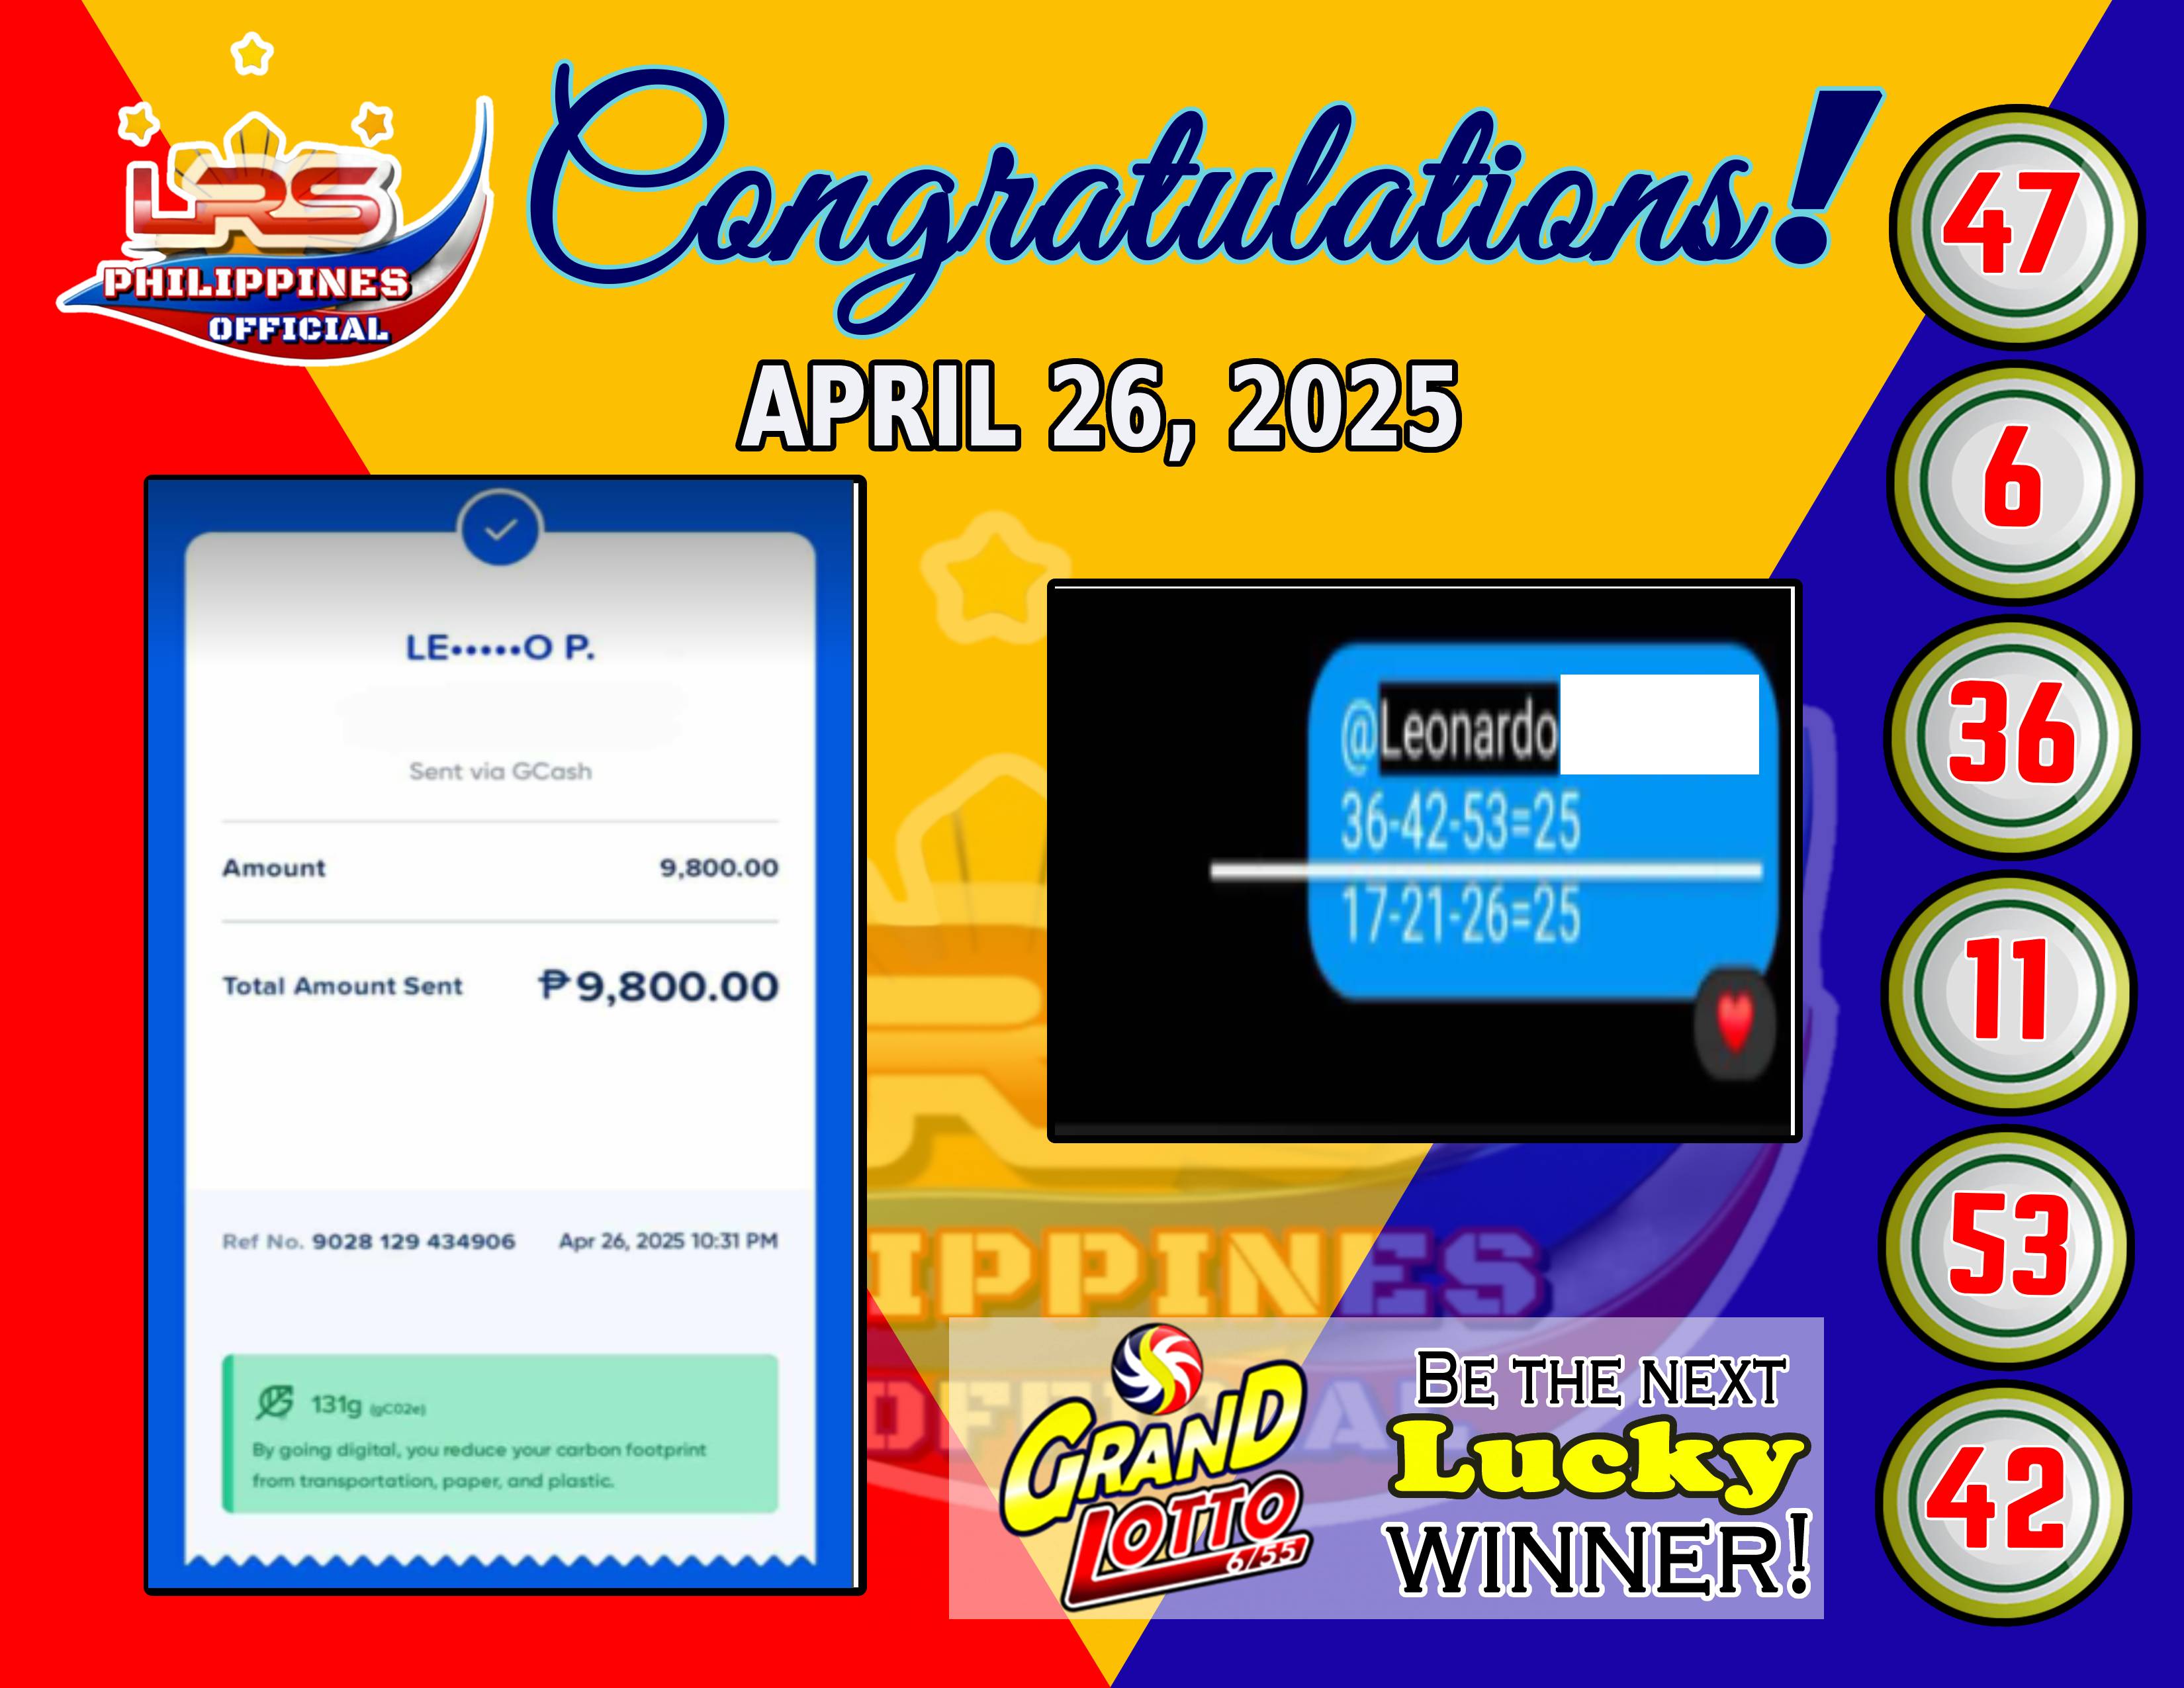 LRS
PHILIPPINES
OFFICIAL
Congratulations!
APRIL 26, 2025
LE•••••O P.
Sent via GCash
Amount 9,800.00
Total Amount Sent ₱9,800.00
Ref No. 9028 129 434906 Apr 26, 2025 10:31 PM
131g (gCO2e)
By going digital, you reduce your carbon footprint
from transportation, paper, and plastic.
@Leonardo
36-42-53=25
17-21-26=25
IPPINES
GRAND
LOTTO
6/55
BE THE NEXT
Lucky
WINNER!
47
6
36
11
53
42